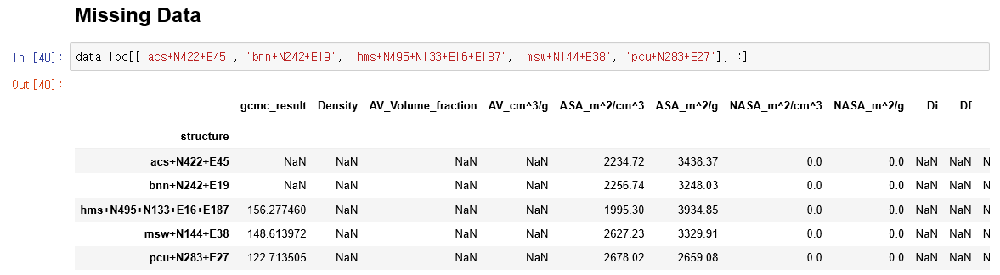 Missing Data
In [40]: data.loc[['acs+N422+E45', 'bnn+N242+E19', 'hms+N495+N133+E16+E187', 'msw+N144+E38', 'pcu+N283+E27'], :]
Out[40]:
gcmc_result Density AV_Volume_fraction AV_cm^3/g ASA_m^2/cm^3 ASA_m^2/g NASA_m^2/cm^3 NASA_m^2/g Di Df
structure
acs+N422+E45 NaN NaN NaN NaN 2234.72 3438.37 0.0 0.0 NaN NaN N
bnn+N242+E19 NaN NaN NaN NaN 2256.74 3248.03 0.0 0.0 NaN NaN N
hms+N495+N133+E16+E187 156.277460 NaN NaN NaN 1995.30 3934.85 0.0 0.0 NaN NaN N
msw+N144+E38 148.613972 NaN NaN NaN 2627.23 3329.91 0.0 0.0 NaN NaN N
pcu+N283+E27 122.713505 NaN NaN NaN 2678.02 2659.08 0.0 0.0 NaN NaN N